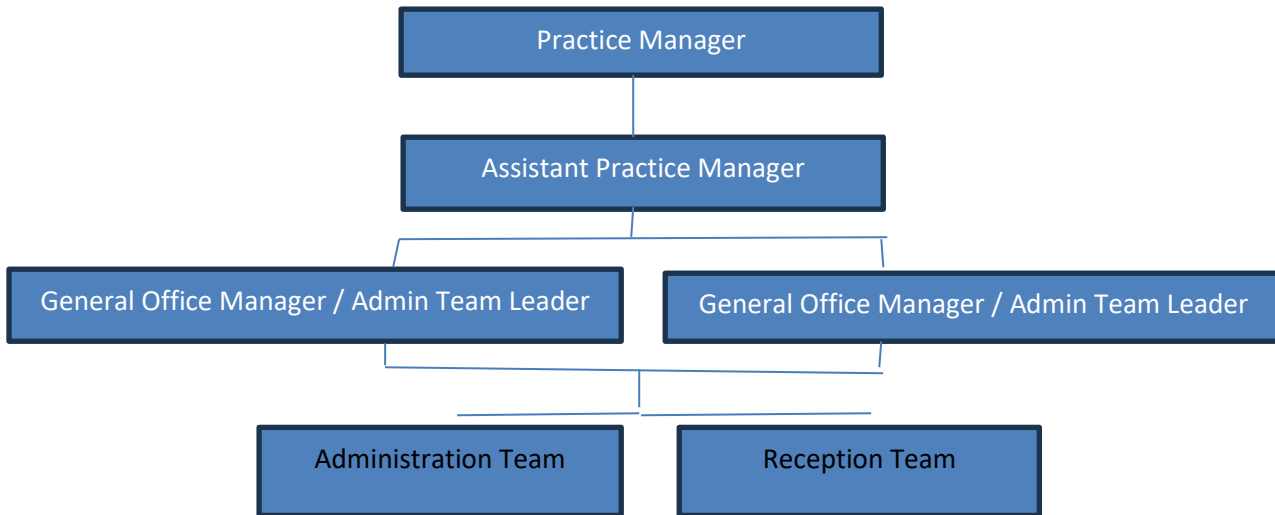 Practice Manager
Assistant Practice Manager
General Office Manager / Admin Team Leader
General Office Manager / Admin Team Leader
Administration Team
Reception Team